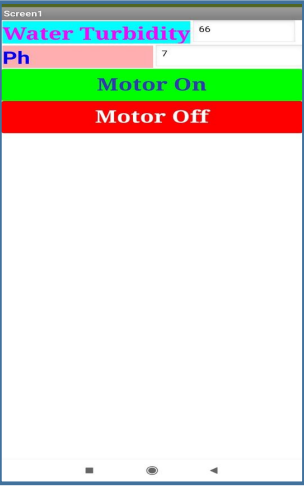 Screen1
Water Turbidity 66
Ph 7
Motor On
Motor Off